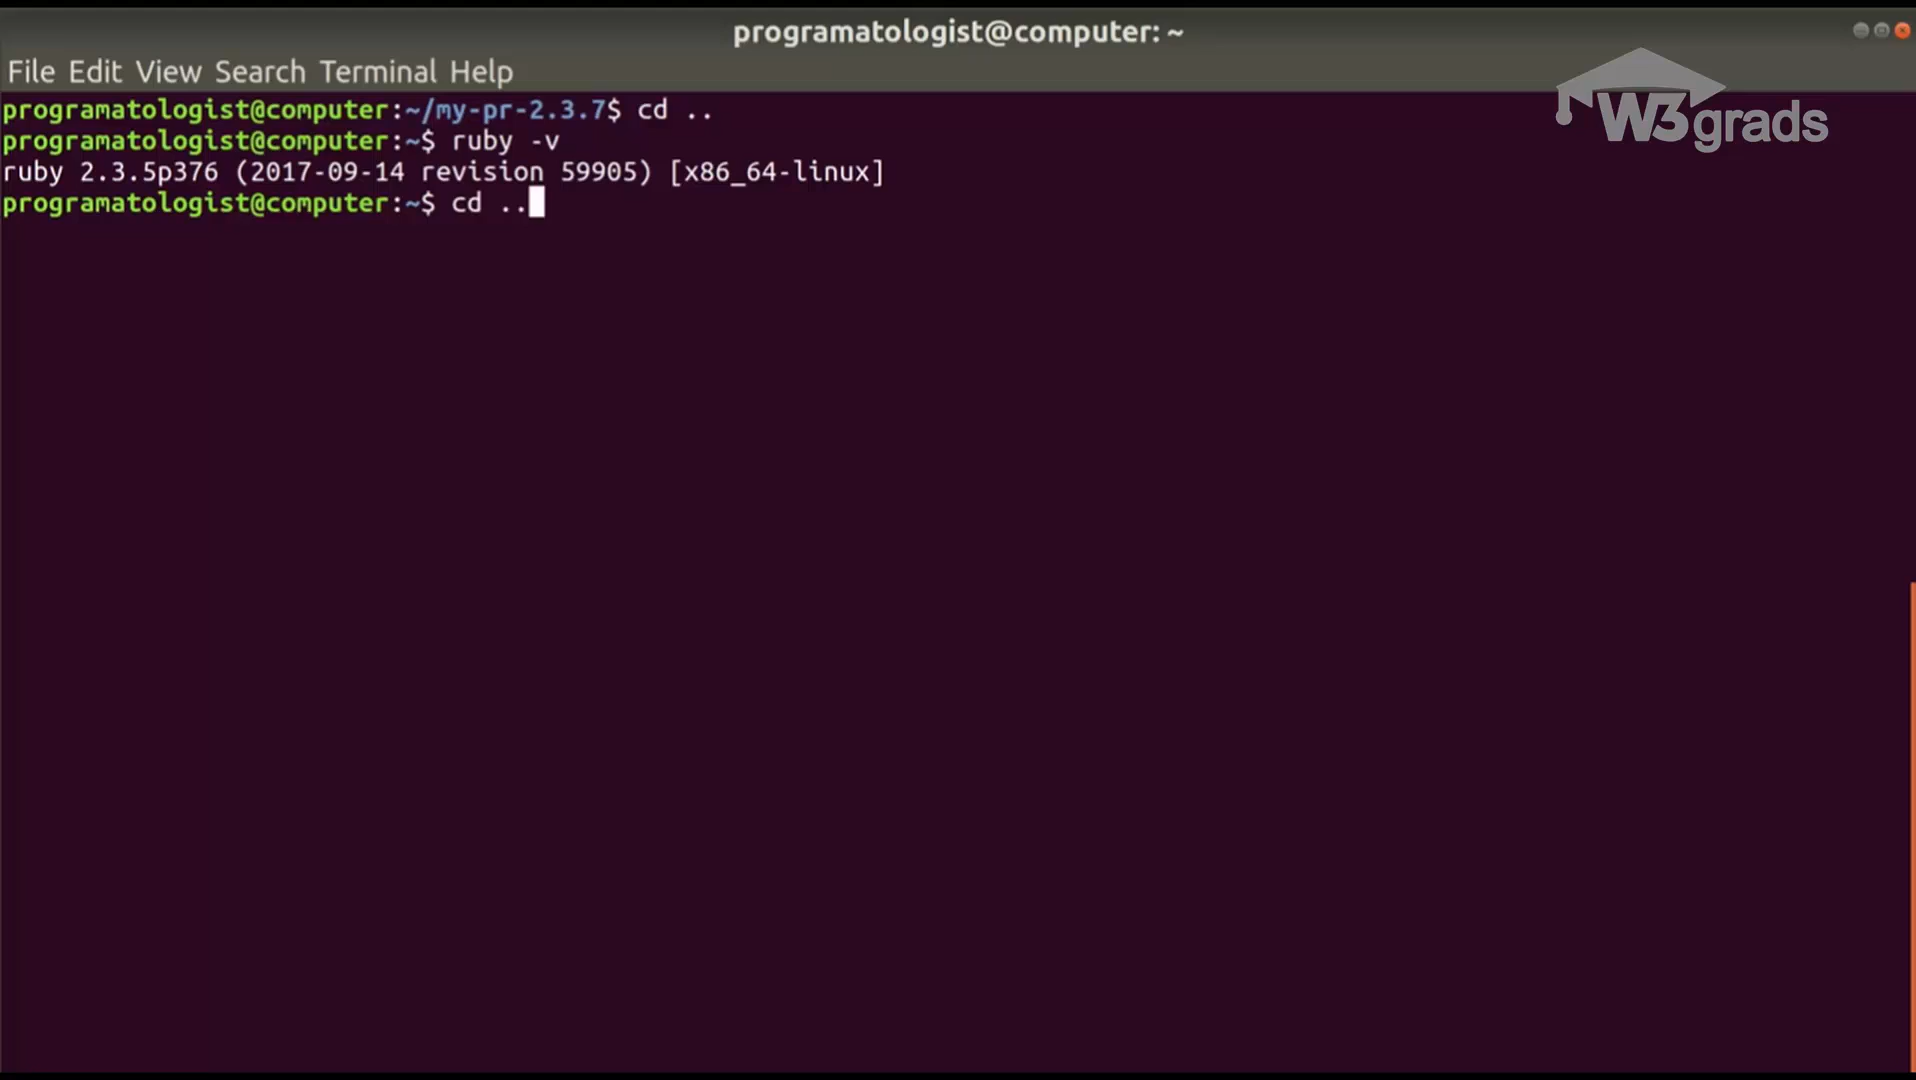 programatologist@computer: ~
File Edit View Search Terminal Help
W3grads
programatologist@computer:~/my-pr-2.3.7$ cd ..
programatologist@computer:~$ ruby -v
ruby 2.3.5p376 (2017-09-14 revision 59905) [x86_64-linux]
programatologist@computer:~$ cd ..